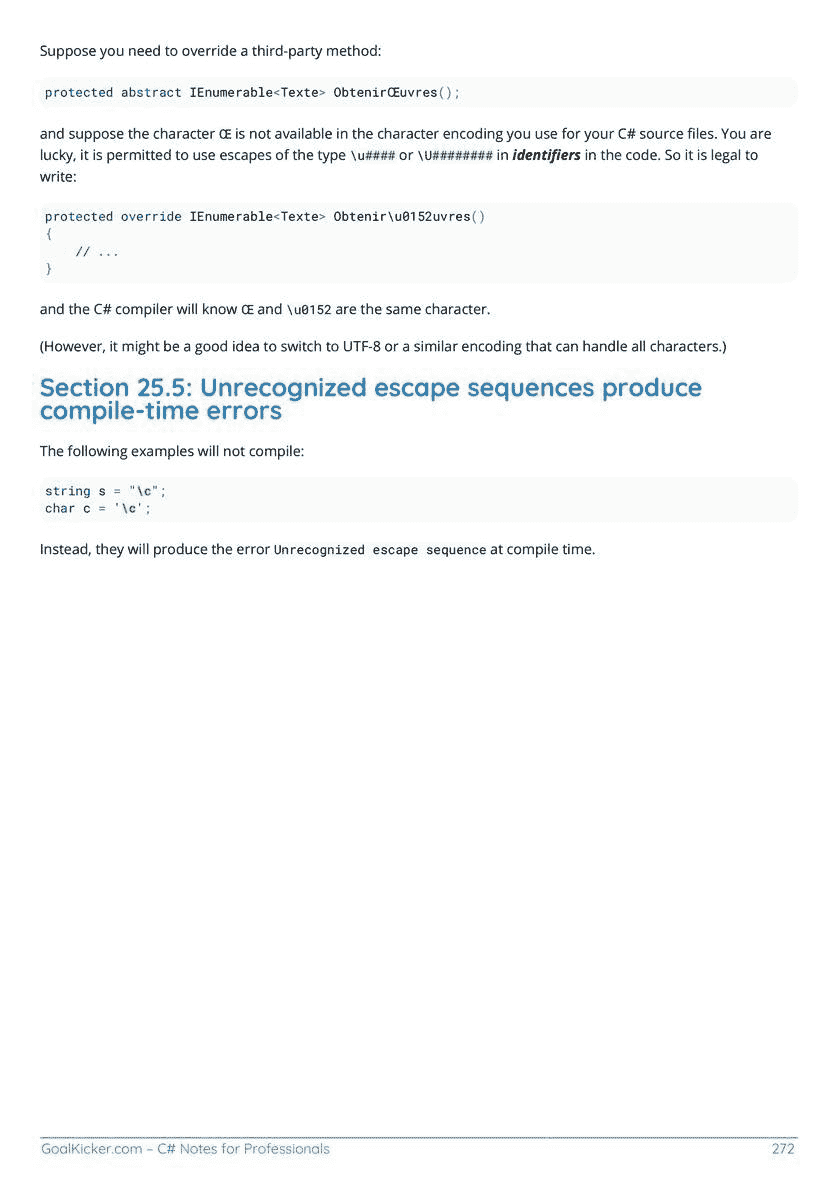 Suppose you need to override a third-party method:
protected abstract IEnumerable<Texte> ObtenirŒuvres();
and suppose the character Œ is not available in the character encoding you use for your C# source files. You are
lucky, it is permitted to use escapes of the type \u#### or \U######## in identifiers in the code. So it is legal to
write:
protected override IEnumerable<Texte> Obtenir\u0152uvres()
{
    // ...
}
and the C# compiler will know Œ and \u0152 are the same character.
(However, it might be a good idea to switch to UTF-8 or a similar encoding that can handle all characters.)
Section 25.5: Unrecognized escape sequences produce
compile-time errors
The following examples will not compile:
string s = "\c";
char c = '\c';
Instead, they will produce the error Unrecognized escape sequence at compile time.
GoalKicker.com – C# Notes for Professionals 272